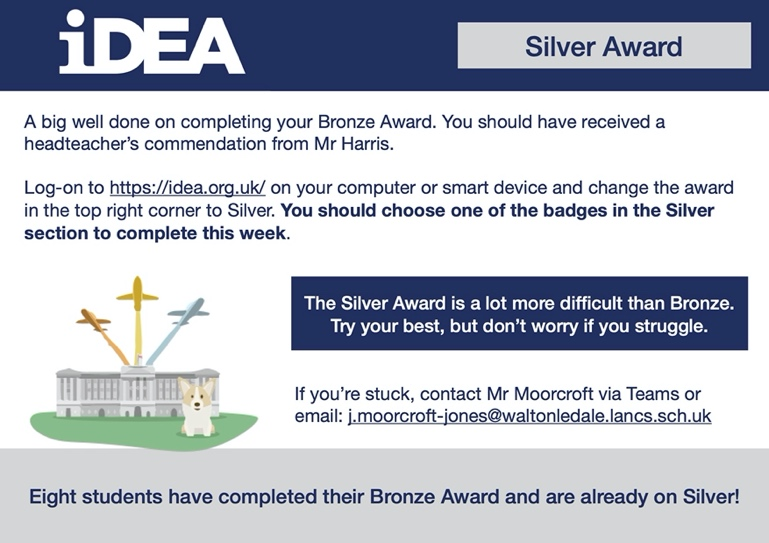 iDEA
Silver Award
A big well done on completing your Bronze Award. You should have received a
headteacher's commendation from Mr Harris.
Log-on to https://idea.org.uk/ on your computer or smart device and change the award
in the top right corner to Silver. You should choose one of the badges in the Silver
section to complete this week.
The Silver Award is a lot more difficult than Bronze.
Try your best, but don't worry if you struggle.
If you're stuck, contact Mr Moorcroft via Teams or
email: j.moorcroft-jones@waltonledale.lancs.sch.uk
Eight students have completed their Bronze Award and are already on Silver!